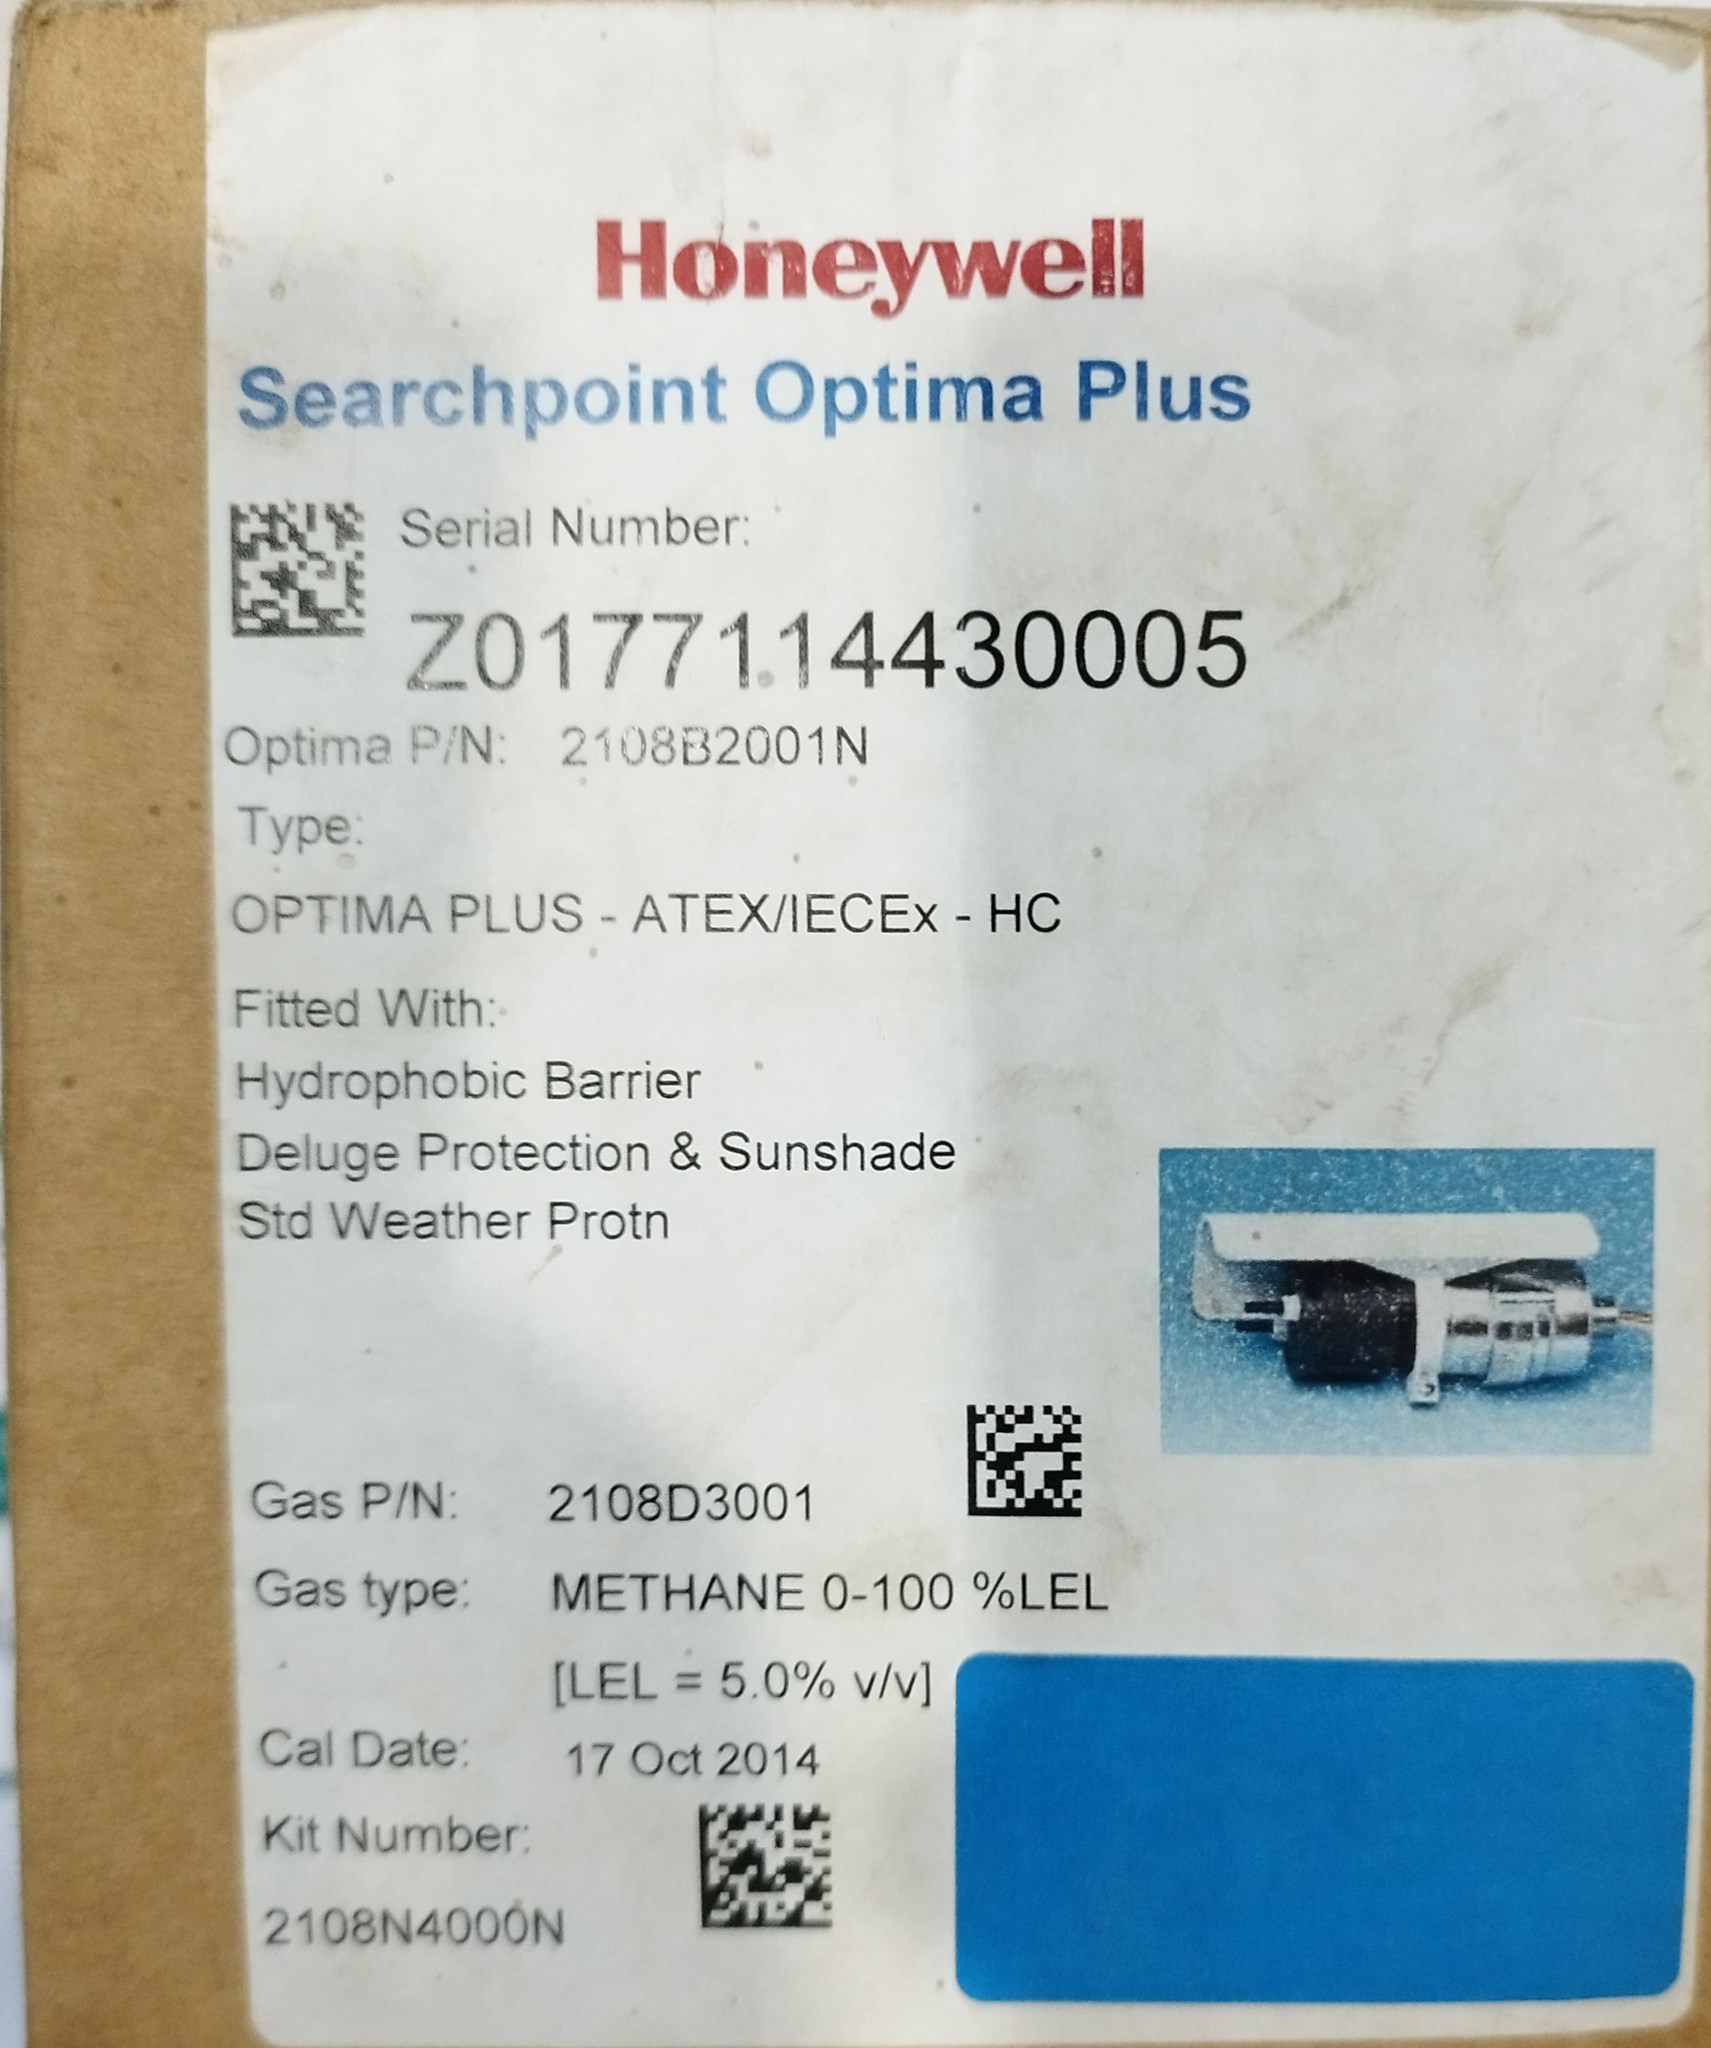 Honeywell
Searchpoint Optima Plus
Serial Number:
Z0177114430005
Optima P/N: 2108B2001N
Type:
OPTIMA PLUS - ATEX/IECEx - HC
Fitted With:
Hydrophobic Barrier
Deluge Protection & Sunshade
Std Weather Protn
Gas P/N: 2108D3001
Gas type: METHANE 0-100 %LEL
[LEL = 5.0% v/v]
Cal Date: 17 Oct 2014
Kit Number:
2108N4000N